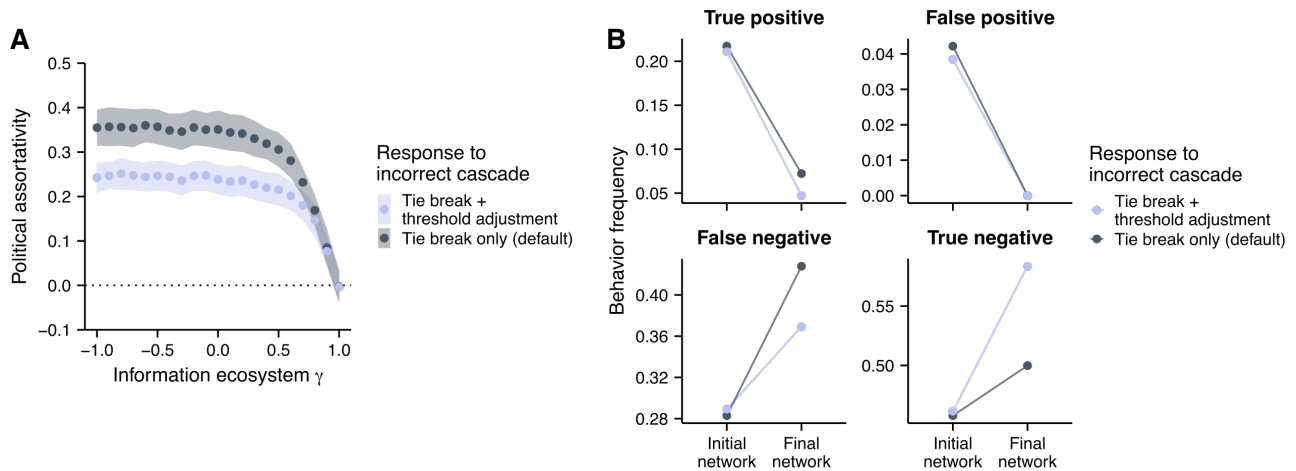 A
0.5
0.4
0.3
0.2
0.1
0.0
−0.1
Political assortativity
−1.0
−0.5
0.0
0.5
1.0
Information ecosystem γ
Response to
incorrect cascade
Tie break +
threshold adjustment
Tie break only (default)
B
Behavior frequency
True positive
0.20
0.15
0.10
0.05
False positive
0.04
0.03
0.02
0.01
0.00
False negative
0.40
0.36
0.32
0.28
Initial
network
Final
network
True negative
0.55
0.50
Initial
network
Final
network
Response to
incorrect cascade
Tie break +
threshold adjustment
Tie break only (default)